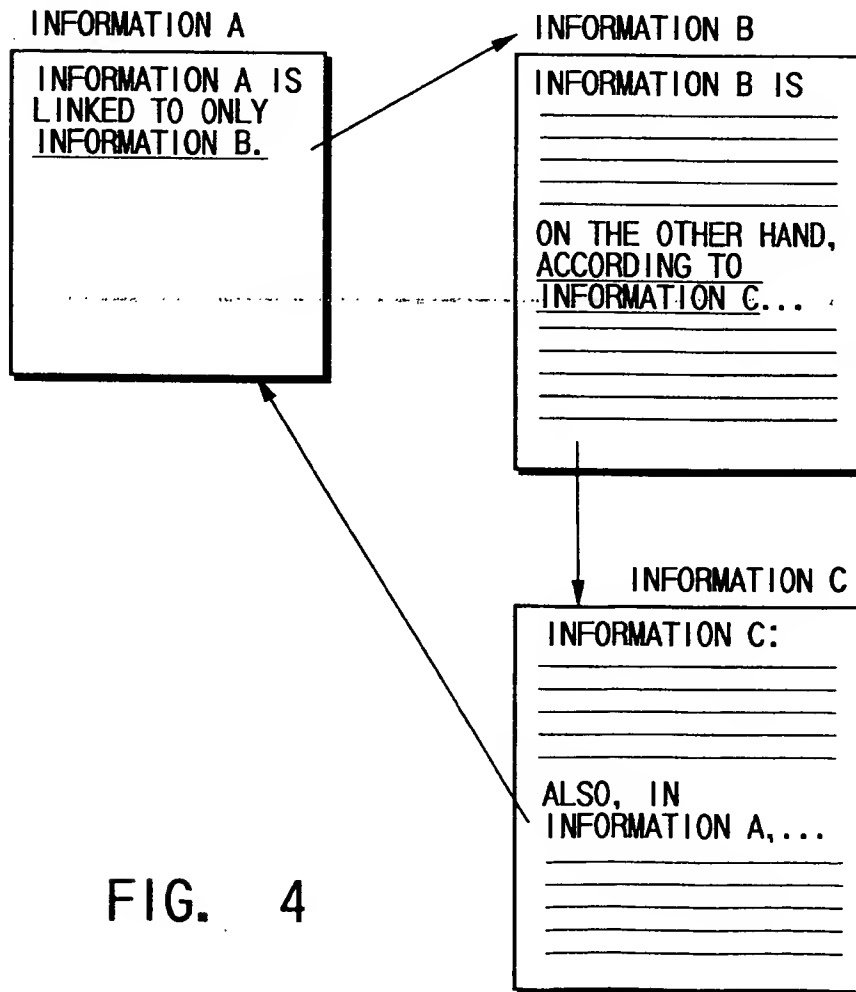 INFORMATION A
INFORMATION A IS
LINKED TO ONLY
INFORMATION B.
INFORMATION B
INFORMATION B IS
ON THE OTHER HAND,
ACCORDING TO
INFORMATION C...
INFORMATION C
INFORMATION C:
ALSO, IN
INFORMATION A,...
FIG. 4